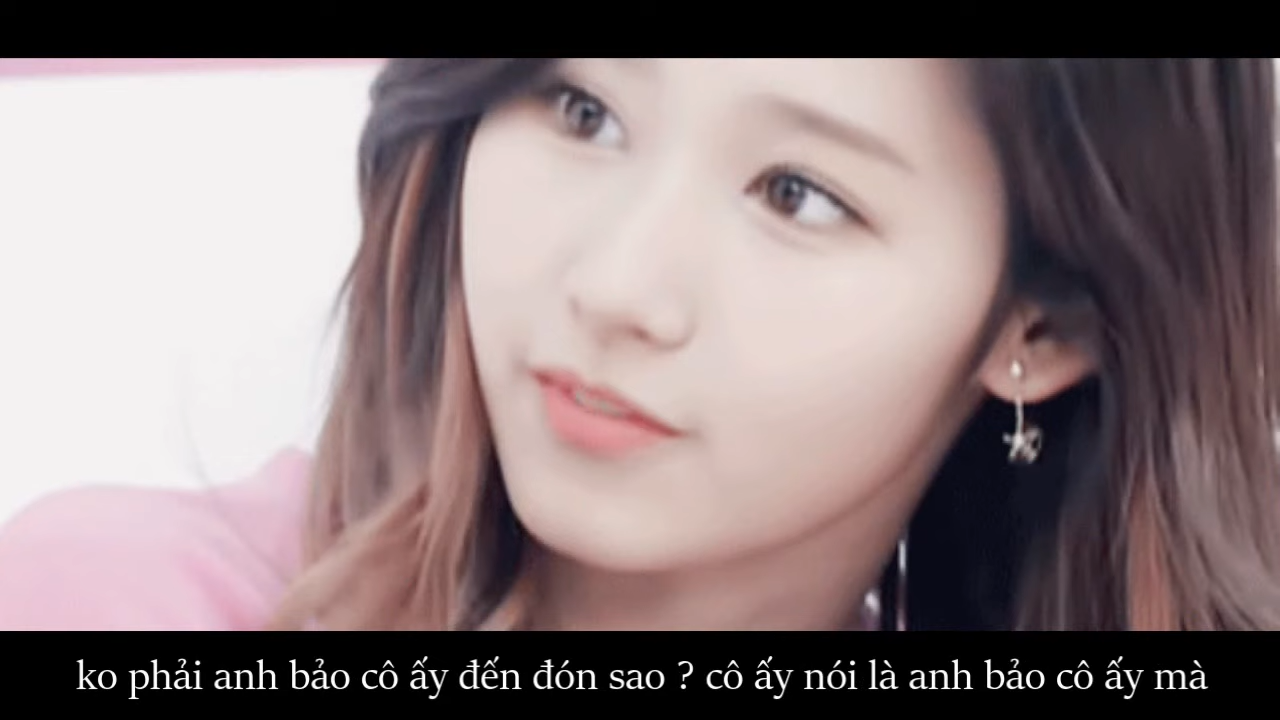 ko phải anh bảo cô ấy đến đón sao ? cô ấy nói là anh bảo cô ấy mà